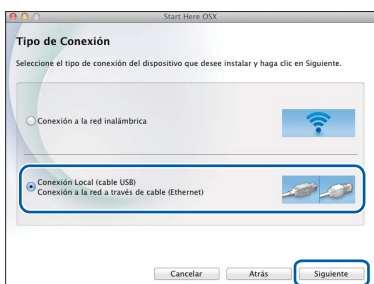 Start Here OSX
Tipo de Conexión
Seleccione el tipo de conexión del dispositivo que desee instalar y haga clic en Siguiente.
Conexión a la red inalámbrica
Conexión Local (cable USB)
Conexión a la red a través de cable (Ethernet)
Cancelar
Atrás
Siguiente